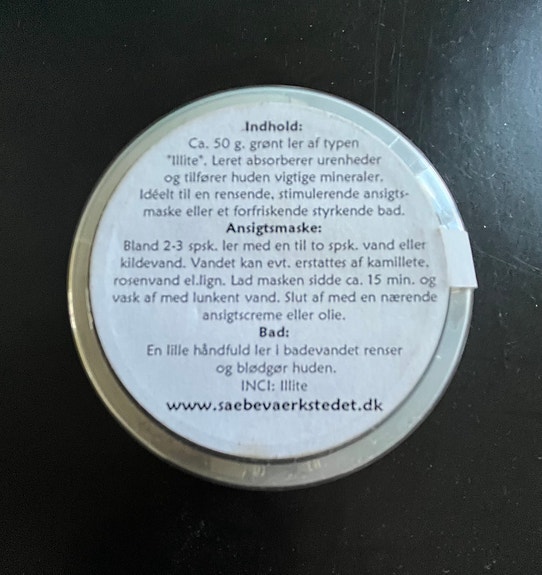 Indhold:
Ca. 50 g. grønt ler af typen
"Illite". Leret absorberer urenheder
og tilfører huden vigtige mineraler.
Idéelt til en rensende, stimulerende ansigts-
maske eller et forfriskende styrkende bad.
Ansigtsmaske:
Bland 2-3 spsk. ler med en til to spsk. vand eller
kildevand. Vandet kan evt. erstattes af kamillete,
rosenvand el.lign. Lad masken sidde ca. 15 min. og
vask af med lunkent vand. Slut af med en nærende
ansigtscreme eller olie.
Bad:
En lille håndfuld ler i badevandet renser
og blødgør huden.
INCI: Illite
www.saebevaerkstedet.dk